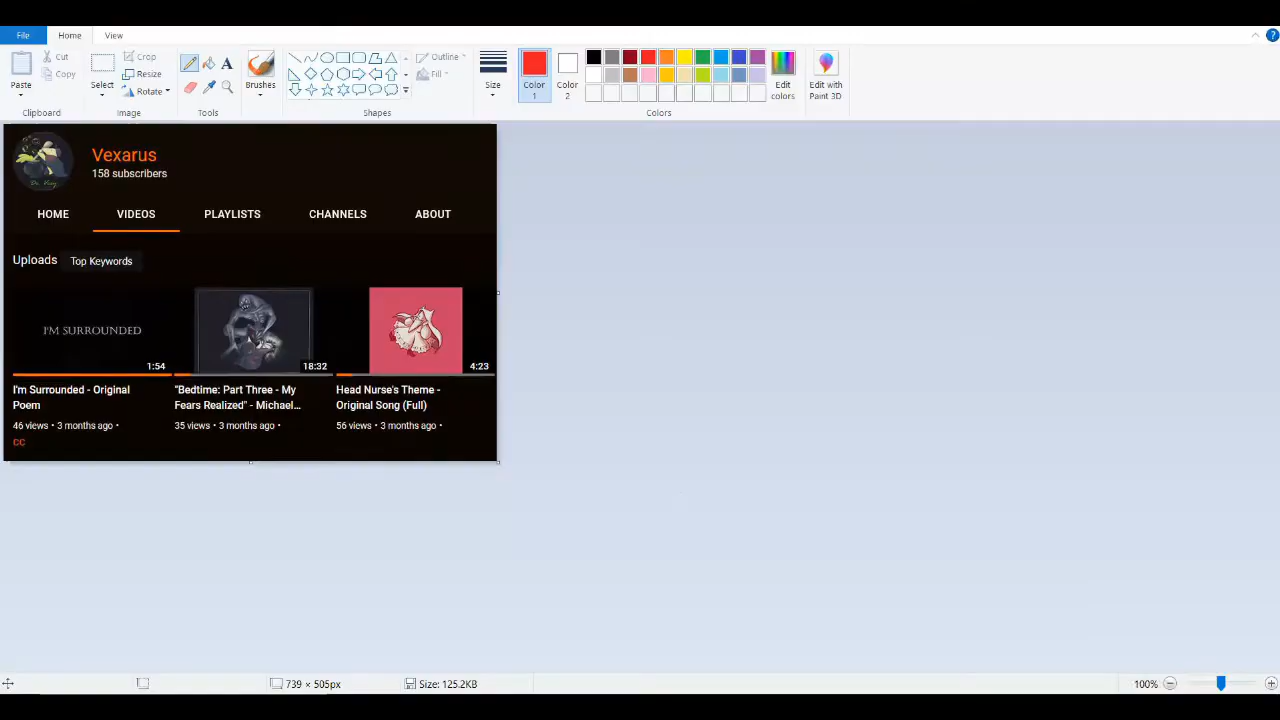 File
Home
View
Paste
Cut
Copy
Clipboard
Select
Crop
Resize
Rotate
Image
Tools
Brushes
Outline
Fill
Shapes
Size
Color
1
Color
2
Edit
colors
Edit with
Paint 3D
Colors
Vexarus
158 subscribers
HOME VIDEOS PLAYLISTS CHANNELS ABOUT
Uploads Top Keywords
I'M SURROUNDED
1:54
18:32
4:23
I'm Surrounded - Original
Poem
46 views • 3 months ago •
CC
"Bedtime: Part Three - My
Fears Realized" - Michael...
35 views • 3 months ago •
Head Nurse's Theme -
Original Song (Full)
56 views • 3 months ago •
739 × 505px
Size: 125.2KB
100%